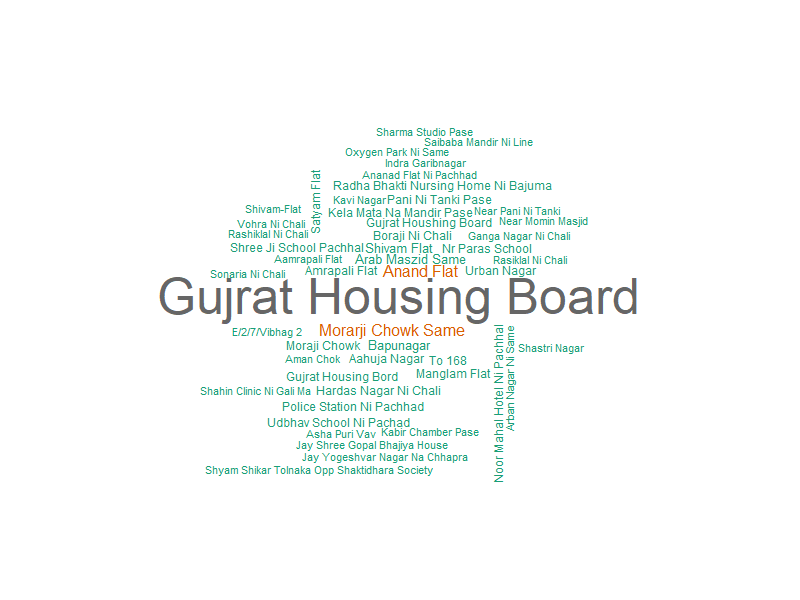 Sharma Studio Pase
Saibaba Mandir Ni Line
Oxygen Park Ni Same
Indra Garibnagar
Ananad Flat Ni Pachhad
Satyam Flat
Radha Bhakti Nursing Home Ni Bajuma
Kavi Nagar
Pani Ni Tanki Pase
Shivam-Flat
Kela Mata Na Mandir Pase
Near Pani Ni Tanki
Vohra Ni Chali
Gujrat Houshing Board
Near Momin Masjid
Rashiklal Ni Chali
Boraji Ni Chali
Ganga Nagar Ni Chali
Shree Ji School Pachhal
Shivam Flat
Nr Paras School
Aamrapali Flat
Arab Maszid Same
Rasiklal Ni Chali
Sonaria Ni Chali
Amrapali Flat
Anand Flat
Urban Nagar
Gujrat Housing Board
E/2/7/Vibhag 2
Morarji Chowk Same
Moraji Chowk
Bapunagar
Shastri Nagar
Aman Chok
Aahuja Nagar
To 168
Gujrat Housing Bord
Manglam Flat
Noor Mahal Hotel Ni Pachhal
Arban Nagar Ni Same
Shahin Clinic Ni Gali Ma
Hardas Nagar Ni Chali
Police Station Ni Pachhad
Udbhav School Ni Pachad
Asha Puri Vav
Kabir Chamber Pase
Jay Shree Gopal Bhajiya House
Jay Yogeshvar Nagar Na Chhapra
Shyam Shikar Tolnaka Opp Shaktidhara Society